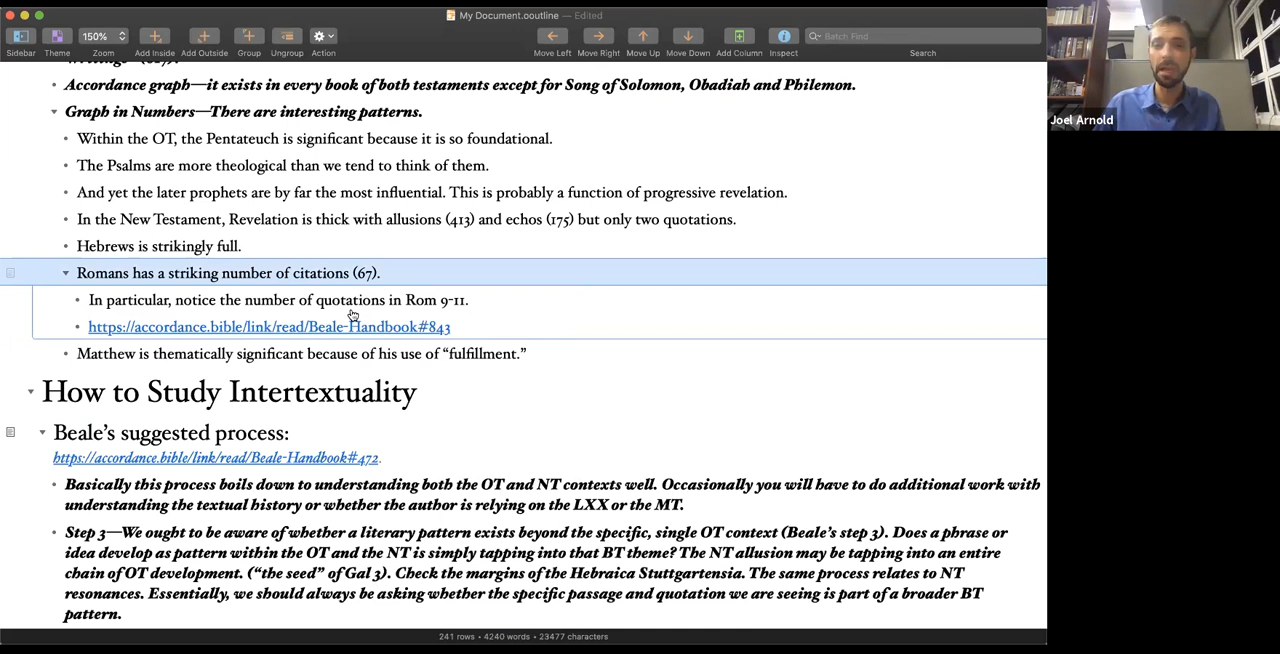 My Document.ooutline — Edited
150%
Batch Find
Sidebar Theme Zoom Add Inside Add Outside Group Ungroup Action Move Left Move Right Move Up Move Down Add Column Inspect Search
Joel Arnold
Accordance graph—it exists in every book of both testaments except for Song of Solomon, Obadiah and Philemon.
Graph in Numbers—There are interesting patterns.
Within the OT, the Pentateuch is significant because it is so foundational.
The Psalms are more theological than we tend to think of them.
And yet the later prophets are by far the most influential. This is probably a function of progressive revelation.
In the New Testament, Revelation is thick with allusions (413) and echos (175) but only two quotations.
Hebrews is strikingly full.
Romans has a striking number of citations (67).
In particular, notice the number of quotations in Rom 9-11.
https://accordance.bible/link/read/Beale-Handbook#843
Matthew is thematically significant because of his use of “fulfillment.”
How to Study Intertextuality
Beale’s suggested process:
https://accordance.bible/link/read/Beale-Handbook#472.
Basically this process boils down to understanding both the OT and NT contexts well. Occasionally you will have to do additional work with
understanding the textual history or whether the author is relying on the LXX or the MT.
Step 3—We ought to be aware of whether a literary pattern exists beyond the specific, single OT context (Beale’s step 3). Does a phrase or
idea develop as pattern within the OT and the NT is simply tapping into that BT theme? The NT allusion may be tapping into an entire
chain of OT development. (“the seed” of Gal 3). Check the margins of the Hebraica Stuttgartensia. The same process relates to NT
resonances. Essentially, we should always be asking whether the specific passage and quotation we are seeing is part of a broader BT
pattern.
241 rows • 4240 words • 23477 characters